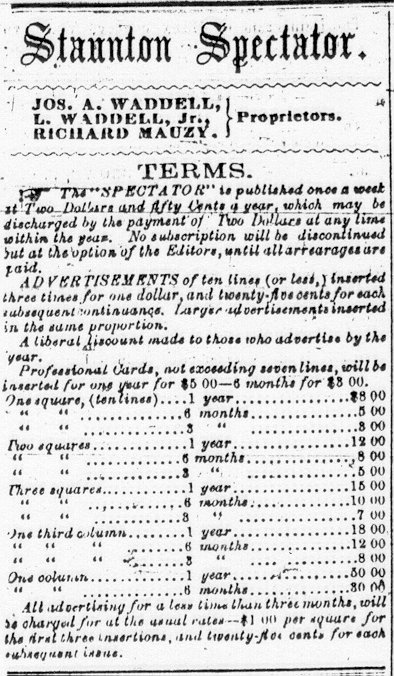 Staunton Spectator.
JOS. A. WADDELL,
L. WADDELL, Jr.,
RICHARD MAUZY.
Proprietors.
TERMS.
The "SPECTATOR" is published once a week
at Two Dollars and fifty Cents a year, which may be
discharged by the payment of Two Dollars at any time
within the year. No subscription will be discontinued
but at the option of the Editors, until all arrearages are
paid.
ADVERTISEMENTS of ten lines (or less,) inserted
three times for one dollar, and twenty-five cents for each
subsequent continuance. Larger advertisements inserted
in the same proportion.
A liberal discount made to those who advertise by the
year.
Professional Cards, not exceeding seven lines, will be
inserted for one year for $5 00—6 months for $3 00.
One square, (ten lines)....1 year....................$8 00
" " ................6 months.................5 00
" " ................3 " ....................3 00
Two squares................1 year....................12 00
" " ................6 months................8 00
" " ................3 "......................5 00
Three squares..............1 year....................15 00
" " ................6 months................10 00
" " ................3 " ....................7 00
One third column...........1 year....................18 00
" " " ............6 months................12 00
" " " ............3 " ....................8 00
One column.................1 year....................50 00
" " ................6 months................30 00
All advertising for a less time than three months, will
be charged for at the usual rates—$1 00 per square for
the first three insertions, and twenty-five cents for each
subsequent issue.